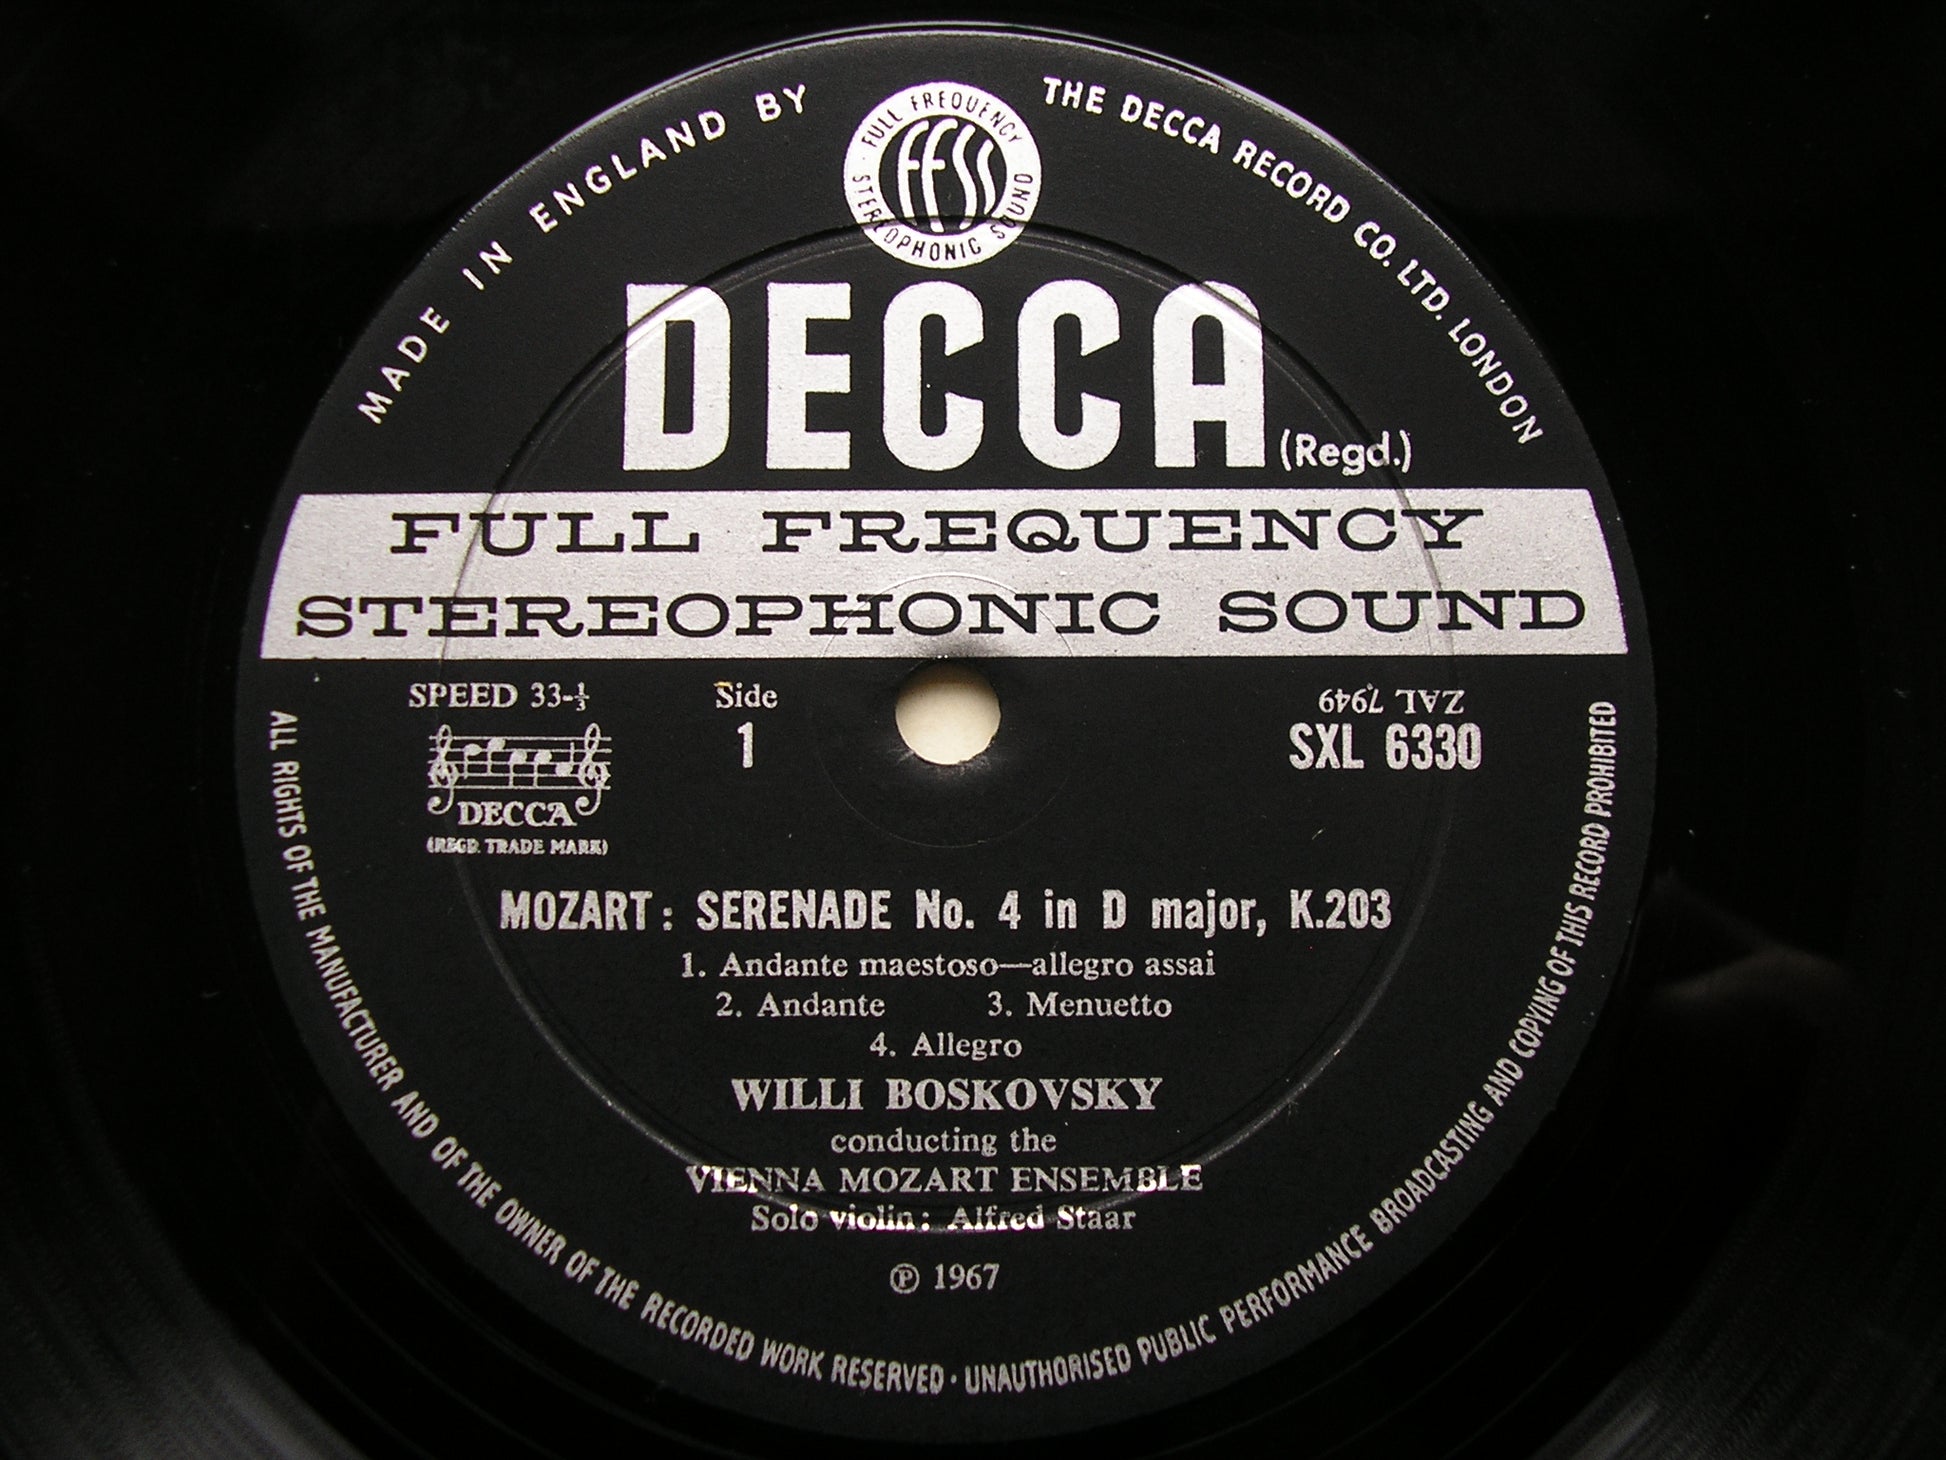 MADE IN ENGLAND BY
THE DECCA RECORD CO. LTD. LONDON
· FULL FREQUENCY · STEREOPHONIC SOUND
FFSS
DECCA (Regd.)
FULL FREQUENCY
STEREOPHONIC SOUND
SPEED 33-⅓
Side
1
ZAL 7949
SXL 6330
DECCA
(REGD. TRADE MARK)
MOZART: SERENADE No. 4 in D major, K.203
1. Andante maestoso—allegro assai
2. Andante 3. Menuetto
4. Allegro
WILLI BOSKOVSKY
conducting the
VIENNA MOZART ENSEMBLE
Solo violin: Alfred Staar
℗ 1967
ALL RIGHTS OF THE MANUFACTURER AND OF THE OWNER OF THE RECORDED WORK RESERVED · UNAUTHORISED PUBLIC PERFORMANCE BROADCASTING AND COPYING OF THIS RECORD PROHIBITED